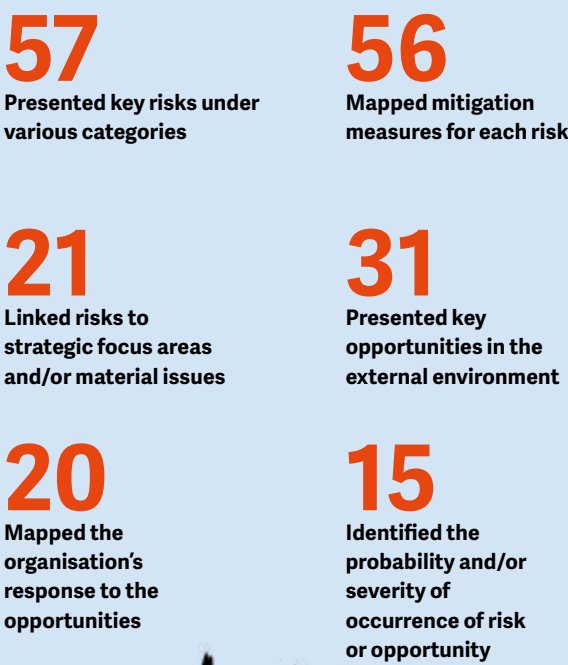 57
Presented key risks under
various categories
56
Mapped mitigation
measures for each risk
21
Linked risks to
strategic focus areas
and/or material issues
31
Presented key
opportunities in the
external environment
20
Mapped the
organisation’s
response to the
opportunities
15
Identified the
probability and/or
severity of
occurrence of risk
or opportunity